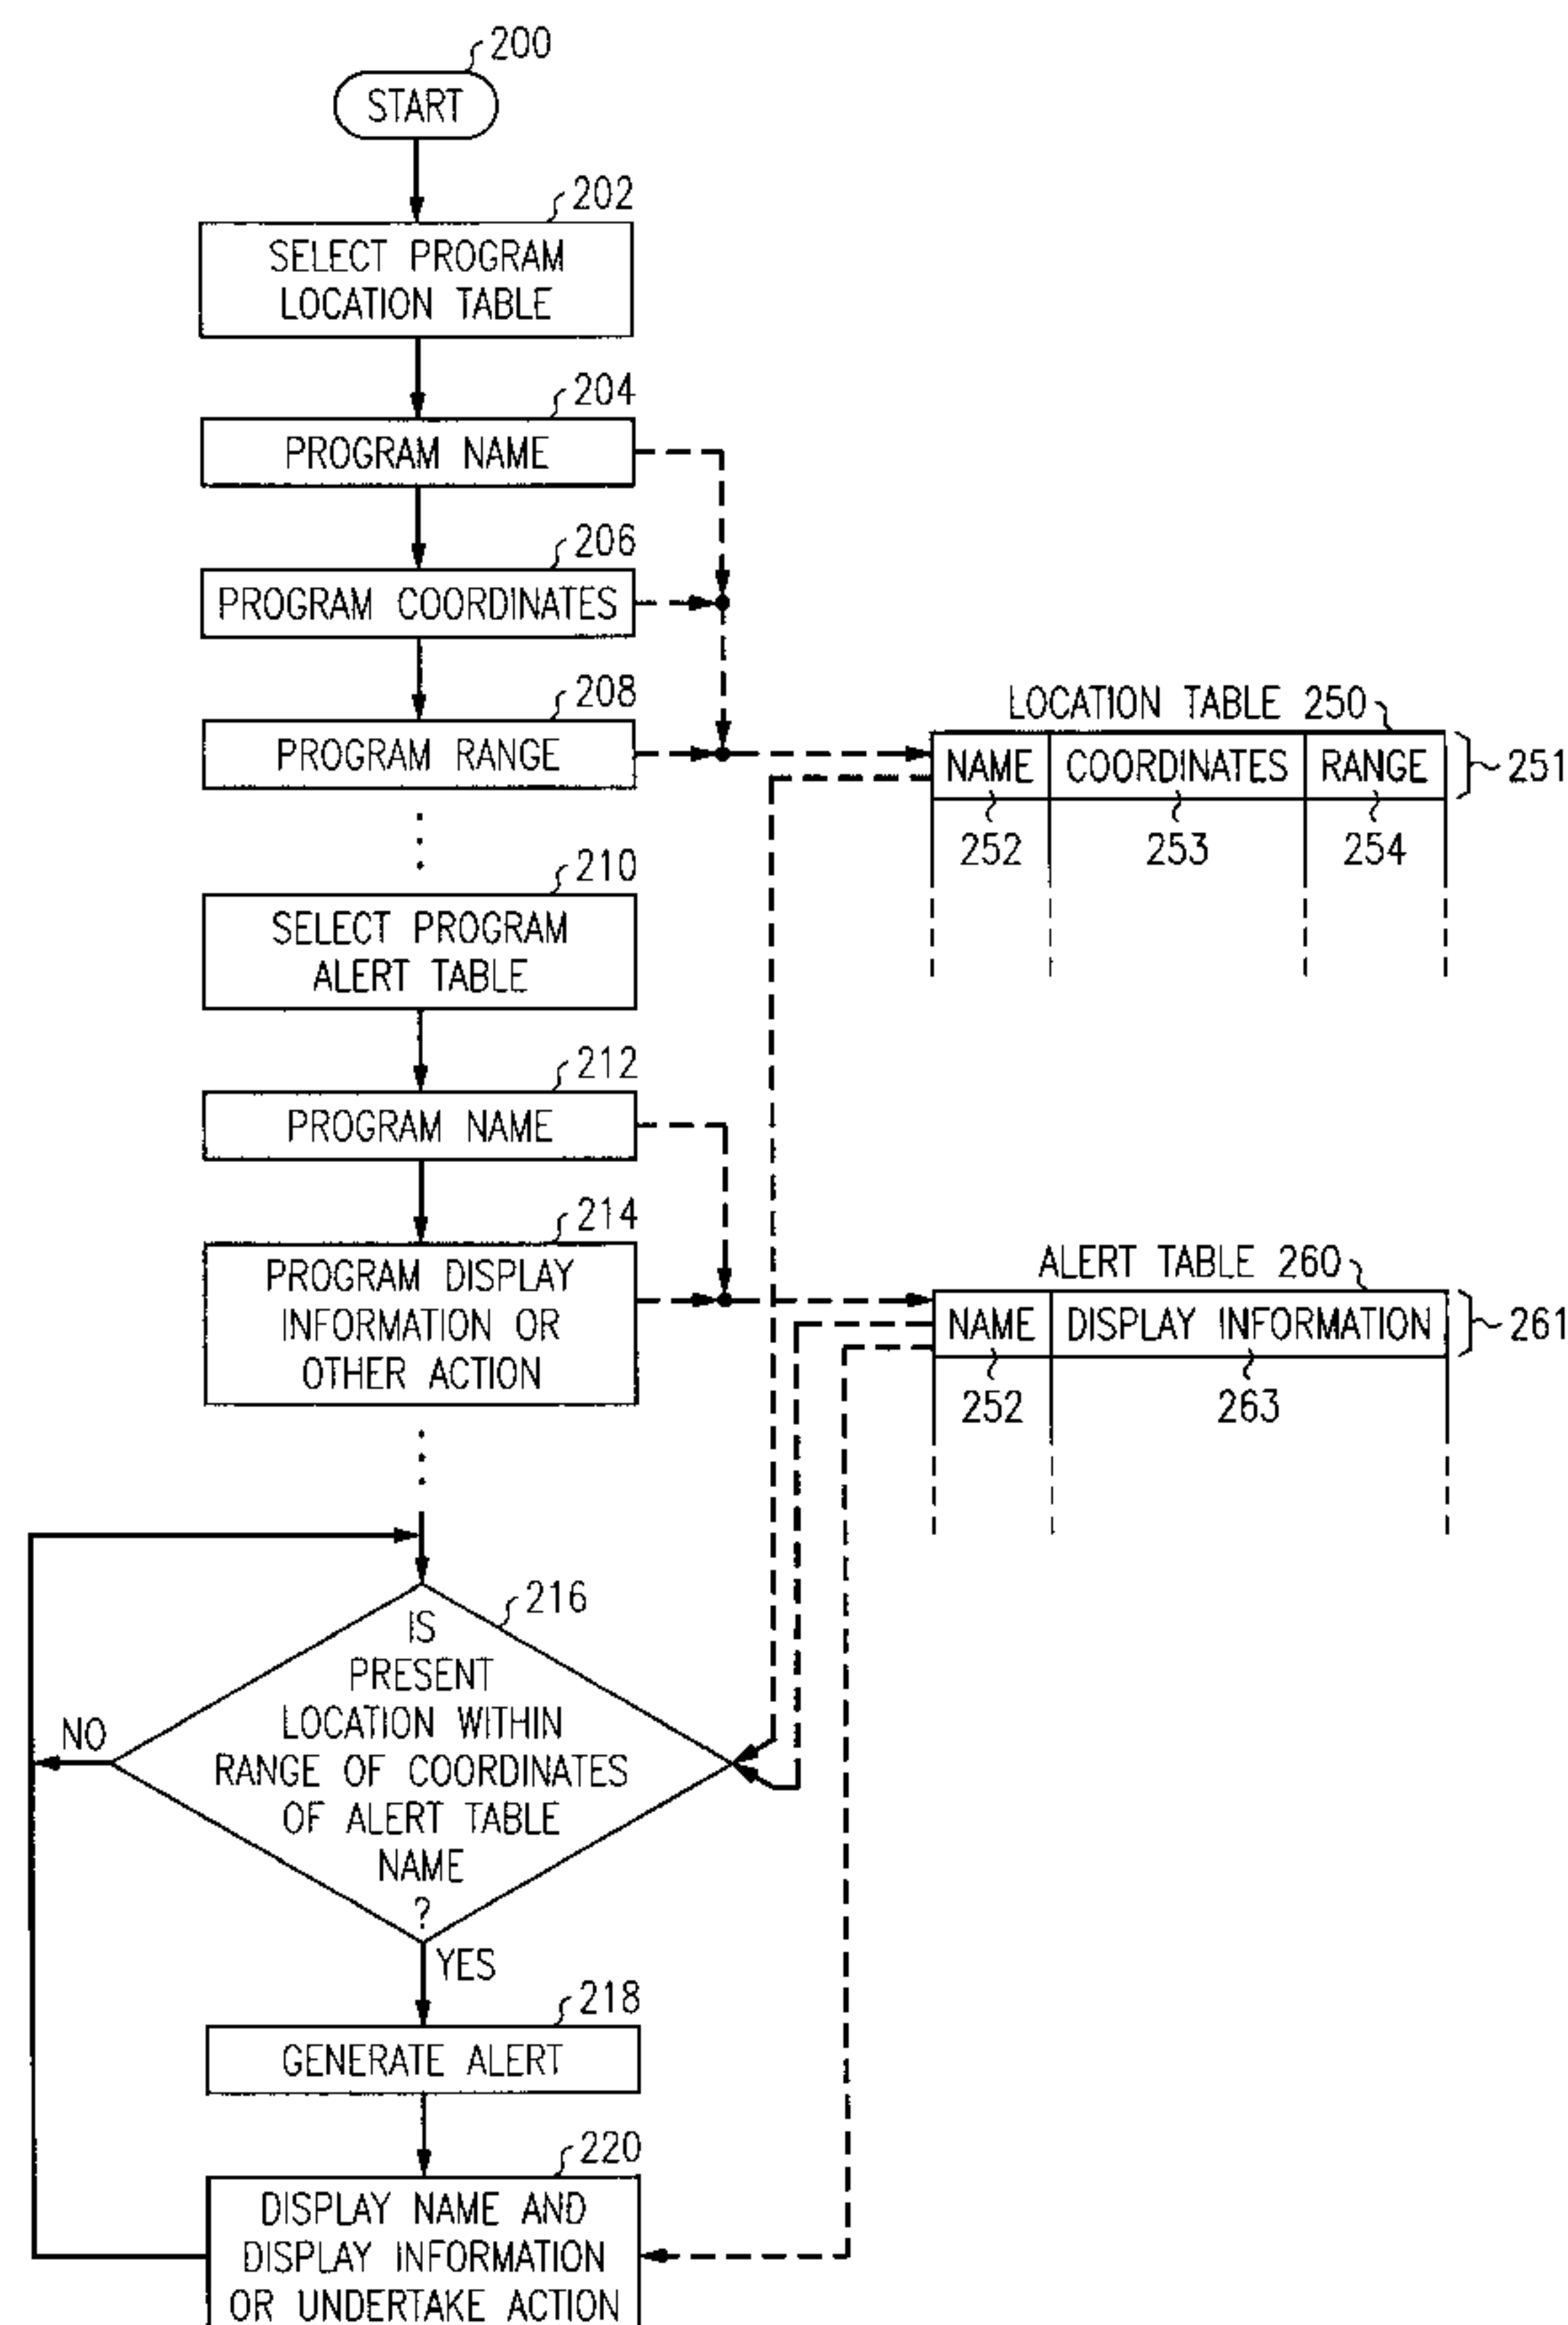 200
START
202
SELECT PROGRAM
LOCATION TABLE
204
PROGRAM NAME
206
PROGRAM COORDINATES
208
PROGRAM RANGE
LOCATION TABLE 250
NAME COORDINATES RANGE 251
252 253 254
210
SELECT PROGRAM
ALERT TABLE
212
PROGRAM NAME
214
PROGRAM DISPLAY
INFORMATION OR
OTHER ACTION
ALERT TABLE 260
NAME DISPLAY INFORMATION 261
252 263
216
IS
PRESENT
LOCATION WITHIN
RANGE OF COORDINATES
OF ALERT TABLE
NAME
?
NO
YES
218
GENERATE ALERT
220
DISPLAY NAME AND
DISPLAY INFORMATION
OR UNDERTAKE ACTION